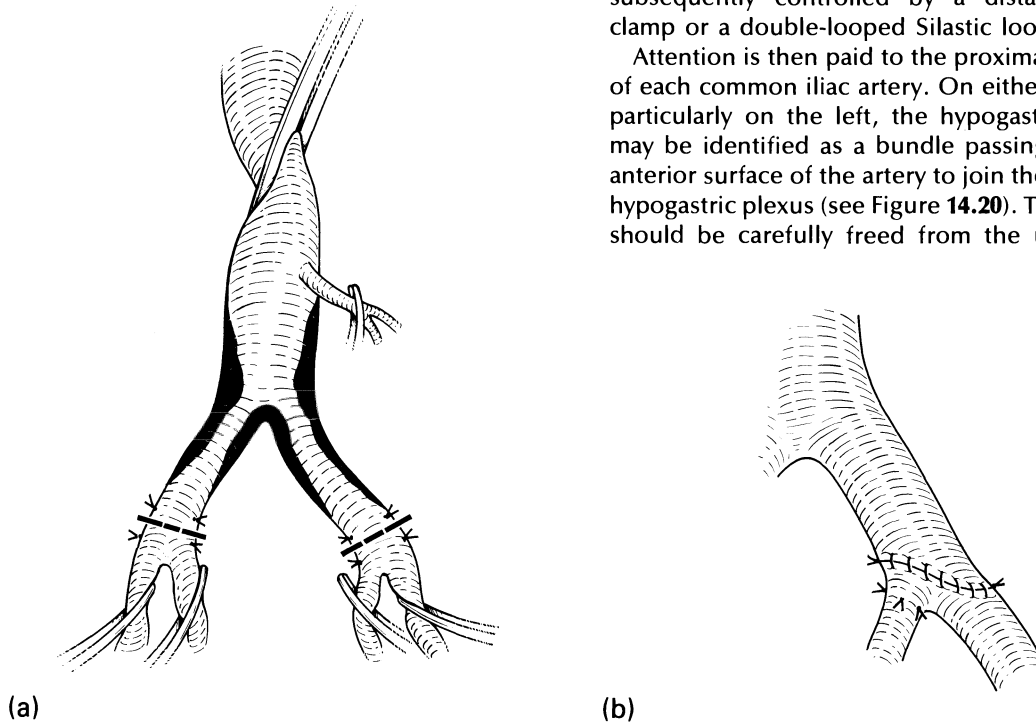 subsequently controlled by a dista
clamp or a double-looped Silastic loo
Attention is then paid to the proxima
of each common iliac artery. On eithe
particularly on the left, the hypogast
may be identified as a bundle passing
anterior surface of the artery to join the
hypogastric plexus (see Figure 14.20). T
should be carefully freed from the
(a)
(b)